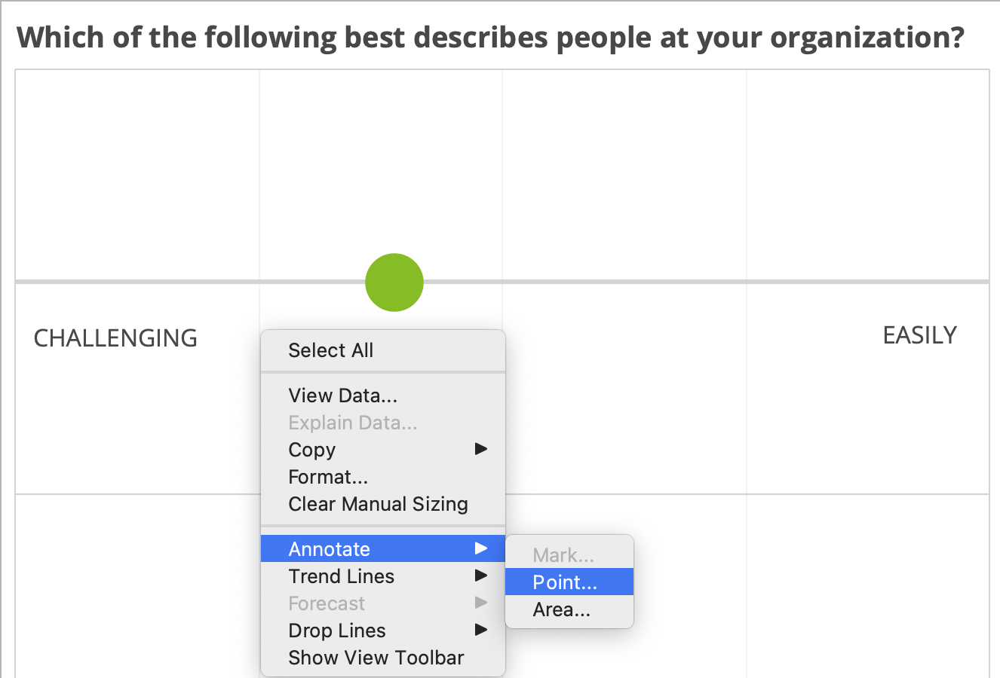 Which of the following best describes people at your organization?
CHALLENGING
EASILY
Select All
View Data...
Explain Data...
Copy
Format...
Clear Manual Sizing
Annotate
Trend Lines
Forecast
Drop Lines
Show View Toolbar
Mark...
Point...
Area...